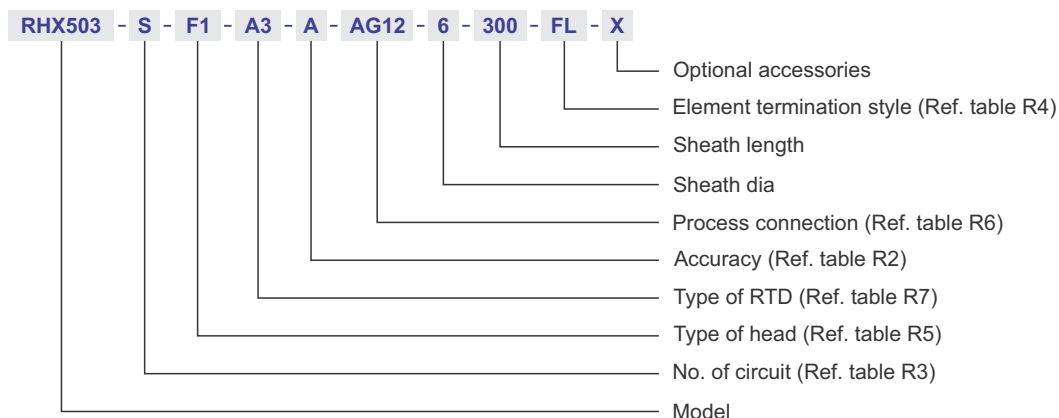 RHX503 - S - F1 - A3 - A - AG12 - 6 - 300 - FL - X
Optional accessories
Element termination style (Ref. table R4)
Sheath length
Sheath dia
Process connection (Ref. table R6)
Accuracy (Ref. table R2)
Type of RTD (Ref. table R7)
Type of head (Ref. table R5)
No. of circuit (Ref. table R3)
Model